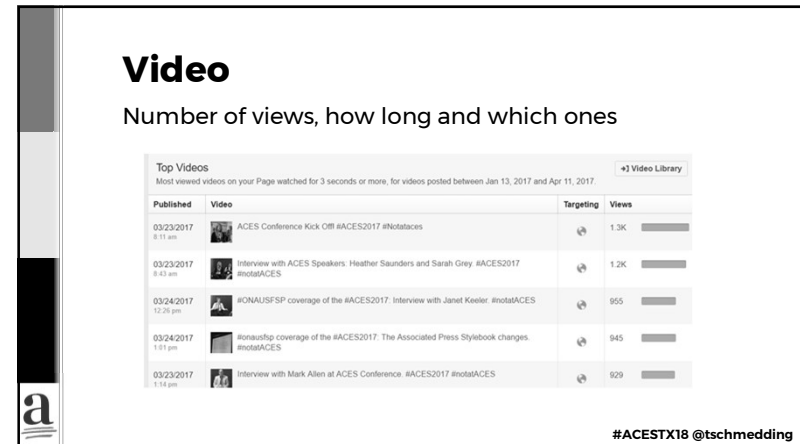 Video
Number of views, how long and which ones
Top Videos
Video Library
Most viewed videos on your Page watched for 3 seconds or more, for videos posted between Jan 13, 2017 and Apr 11, 2017.
Published Video Targeting Views
03/23/2017 ACES Conference Kick Off! #ACES2017 #Notataces 1.3K
8:11 am
03/23/2017 Interview with ACES Speakers: Heather Saunders and Sarah Grey. #ACES2017 1.2K
8:43 am #notatACES
03/24/2017 #ONAUSFSP coverage of the #ACES2017: Interview with Janet Keeler. #notatACES 955
12:26 pm
03/24/2017 #onausfsp coverage of the #ACES2017: The Associated Press Stylebook changes. 945
1:01 pm #notatACES
03/23/2017 Interview with Mark Allen at ACES Conference. #ACES2017 #notatACES 929
1:14 pm
a
#ACESTX18 @tschmedding